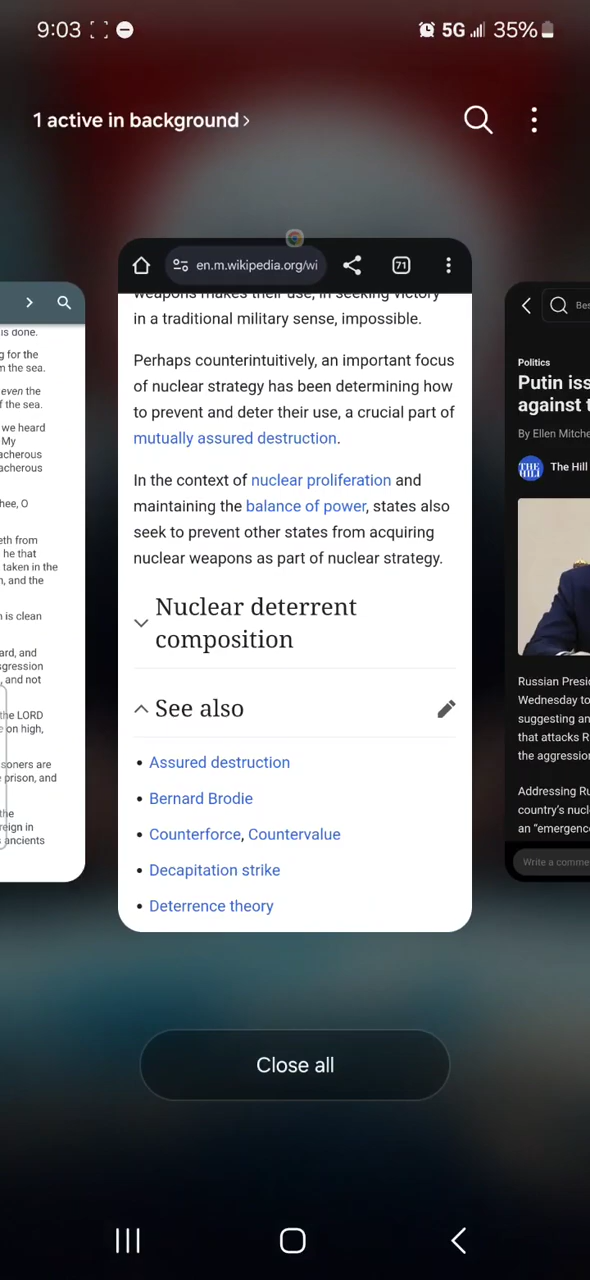 9:03
5G
35%
1 active in background >
en.m.wikipedia.org/wi
71
weapons makes their use, in seeking victory
in a traditional military sense, impossible.
Perhaps counterintuitively, an important focus
of nuclear strategy has been determining how
to prevent and deter their use, a crucial part of
mutually assured destruction.
In the context of nuclear proliferation and
maintaining the balance of power, states also
seek to prevent other states from acquiring
nuclear weapons as part of nuclear strategy.
Nuclear deterrent
composition
See also
• Assured destruction
• Bernard Brodie
• Counterforce, Countervalue
• Decapitation strike
• Deterrence theory
is done.
g for the
m the sea.
even the
f the sea.
we heard
My
acherous
acherous
hee, O
eth from
he that
taken in the
n, and the
n is clean
ard, and
sgression
, and not
the LORD
e on high,
soners are
prison, and
the
reign in
ancients
Bes
Politics
Putin iss
against t
By Ellen Mitche
THE HILL
The Hill
Russian Presid
Wednesday to
suggesting an
that attacks R
the aggression
Addressing Ru
country's nucl
an "emergenc
Write a comme
Close all